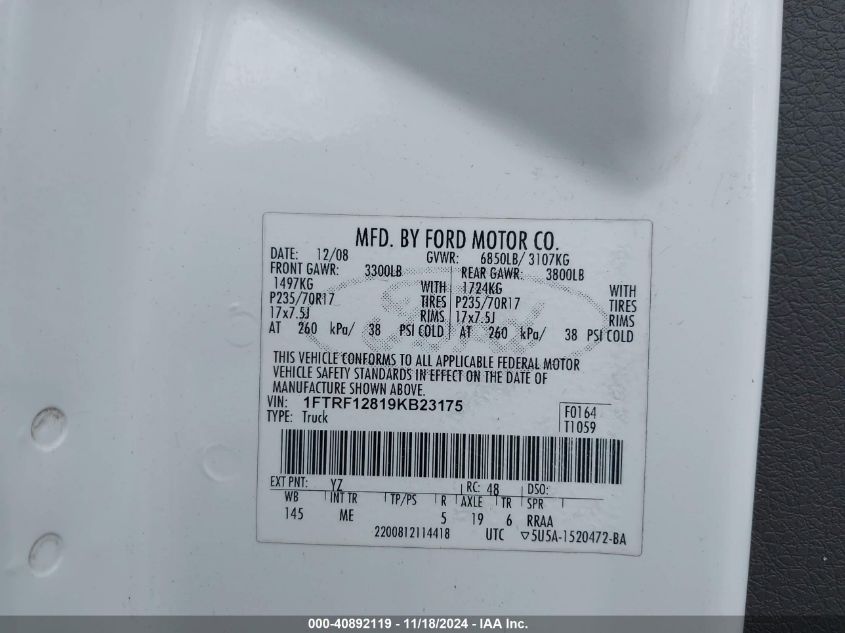 MFD. BY FORD MOTOR CO.
DATE: 12/08 GVWR: 6850LB/ 3107KG
FRONT GAWR: 3300LB REAR GAWR: 3800LB
1497KG WITH 1724KG WITH
P235/70R17 TIRES P235/70R17 TIRES
17x7.5J RIMS 17x7.5J RIMS
AT 260 kPa/ 38 PSI COLD AT 260 kPa/ 38 PSI COLD
THIS VEHICLE CONFORMS TO ALL APPLICABLE FEDERAL MOTOR
VEHICLE SAFETY STANDARDS IN EFFECT ON THE DATE OF
MANUFACTURE SHOWN ABOVE.
VIN: 1FTRF12819KB23175 F0164
TYPE: Truck T1059
EXT PNT: YZ RC: 48 DSO:
WB INT TR TP/PS R AXLE TR SPR
145 ME 5 19 6 RRAA
2200812114418 UTC ▽5U5A-1520472-BA
000-40892119 - 11/18/2024 - IAA Inc.